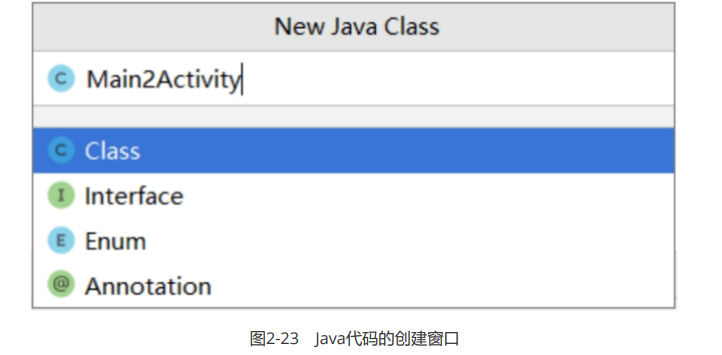 New Java Class
C Main2Activity
C Class
I Interface
E Enum
@ Annotation
图2-23 Java代码的创建窗口